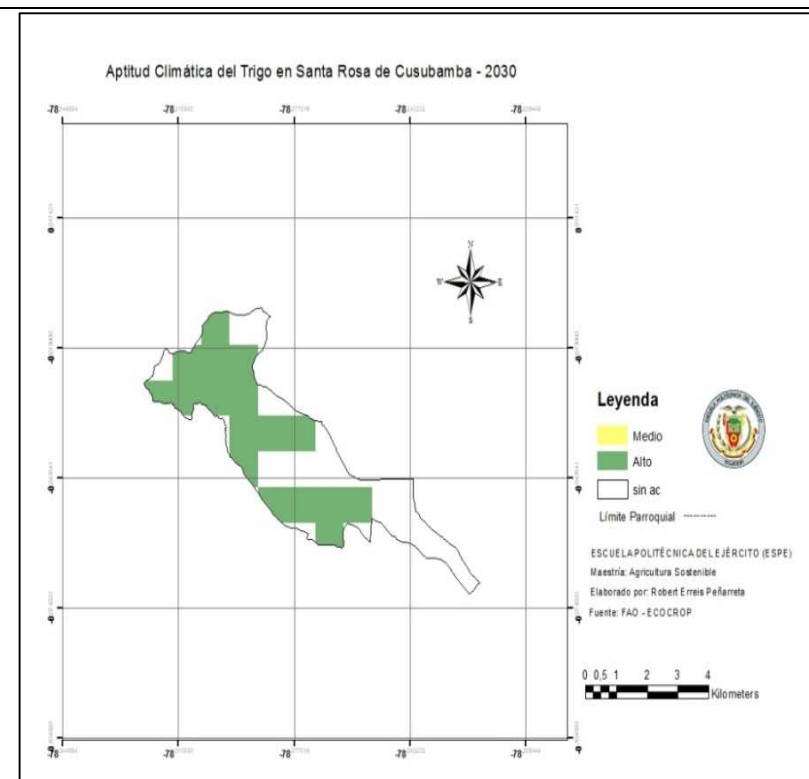 Aptitud Climática del Trigo en Santa Rosa de Cusubamba - 2030
-78 -78 -78 -78 -78
N
W E
S
Leyenda
Medio
Alto
sin ac
Límite Parroquial
ESCUELA POLITÉCNICA DEL EJÉRCITO (ESPE)
Maestría: Agricultura Sostenible
Elaborado por: Robert Erreis Peñarreta
Fuente: FAO - ECOCROP
0 0,5 1 2 3 4
Kilometers
-78 -78 -78 -78 -78